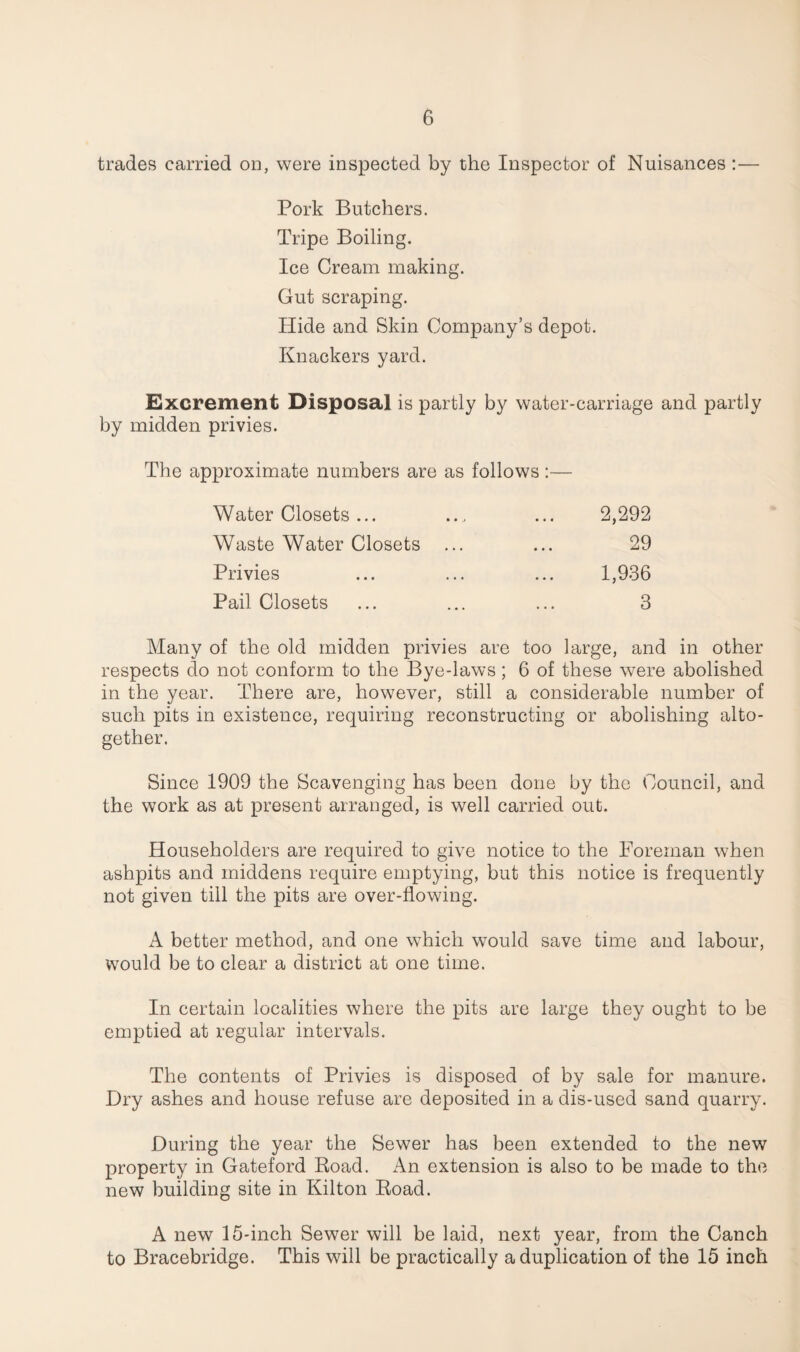 6
trades carried on, were inspected by the Inspector of Nuisances :—
Pork Butchers.
Tripe Boiling.
Ice Cream making.
Gut scraping.
Hide and Skin Company’s depot.
Knackers yard.
Excrement Disposal is partly by water-carriage and partly
by midden privies.
The approximate numbers are as follows :—
Water Closets ... ... ... 2,292
Waste Water Closets ... ... 29
Privies ... ... ... 1,936
Pail Closets ... ... ... 3
Many of the old midden privies are too large, and in other
respects do not conform to the Bye-laws ; 6 of these were abolished
in the year. There are, however, still a considerable number of
such pits in existence, requiring reconstructing or abolishing alto-
gether.
Since 1909 the Scavenging has been done by the Council, and
the work as at present arranged, is well carried out.
Householders are required to give notice to the Foreman when
ashpits and middens require emptying, but this notice is frequently
not given till the pits are over-flowing.
A better method, and one which would save time and labour,
would be to clear a district at one time.
In certain localities where the pits are large they ought to be
emptied at regular intervals.
The contents of Privies is disposed of by sale for manure.
Dry ashes and house refuse are deposited in a dis-used sand quarry.
During the year the Sewer has been extended to the new
property in Gateford Road. An extension is also to be made to the
new building site in Kilton Road.
A new 15-inch Sewer will be laid, next year, from the Canch
to Bracebridge. This will be practically a duplication of the 15 inch